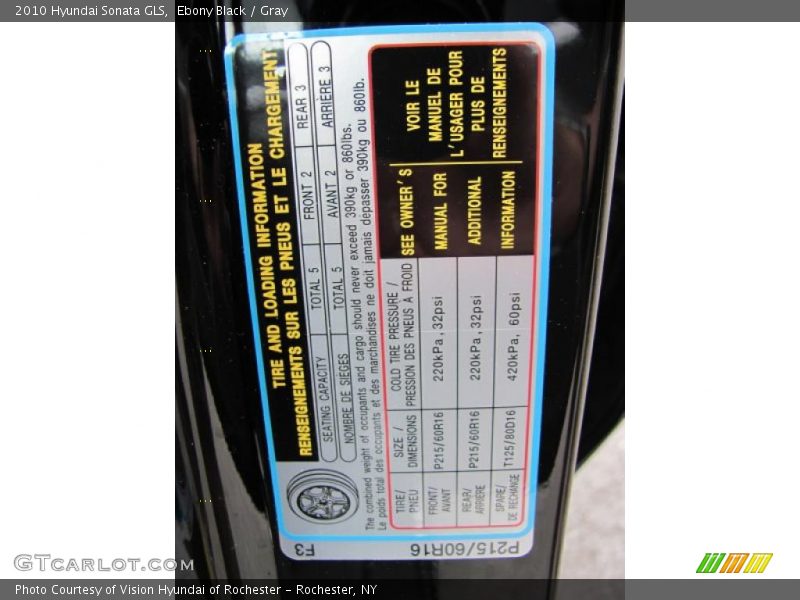 2010 Hyundai Sonata GLS, Ebony Black / Gray
TIRE AND LOADING INFORMATION
RENSEIGNEMENTS SUR LES PNEUS ET LE CHARGEMENT
SEATING CAPACITY TOTAL 5 FRONT 2 REAR 3
NOMBRE DE SIÈGES TOTAL 5 AVANT 2 ARRIÈRE 3
The combined weight of occupants and cargo should never exceed 390kg or 860lbs.
Le poids total des occupants et des marchandises ne doit jamais dépasser 390kg ou 860lb.
TIRE/ SIZE / COLD TIRE PRESSURE /
PNEU DIMENSIONS PRESSION DES PNEUS À FROID
FRONT/ P215/60R16 220kPa, 32psi
AVANT
REAR/ P215/60R16 220kPa, 32psi
ARRIÈRE
SPARE/ T125/80D16 420kPa, 60psi
DE RECHANGE
SEE OWNER'S
MANUAL FOR
ADDITIONAL
INFORMATION
VOIR LE
MANUEL DE
L'USAGER POUR
PLUS DE
RENSEIGNEMENTS
P215/60R16 F3
GTCarLot.com
Photo Courtesy of Vision Hyundai of Rochester - Rochester, NY